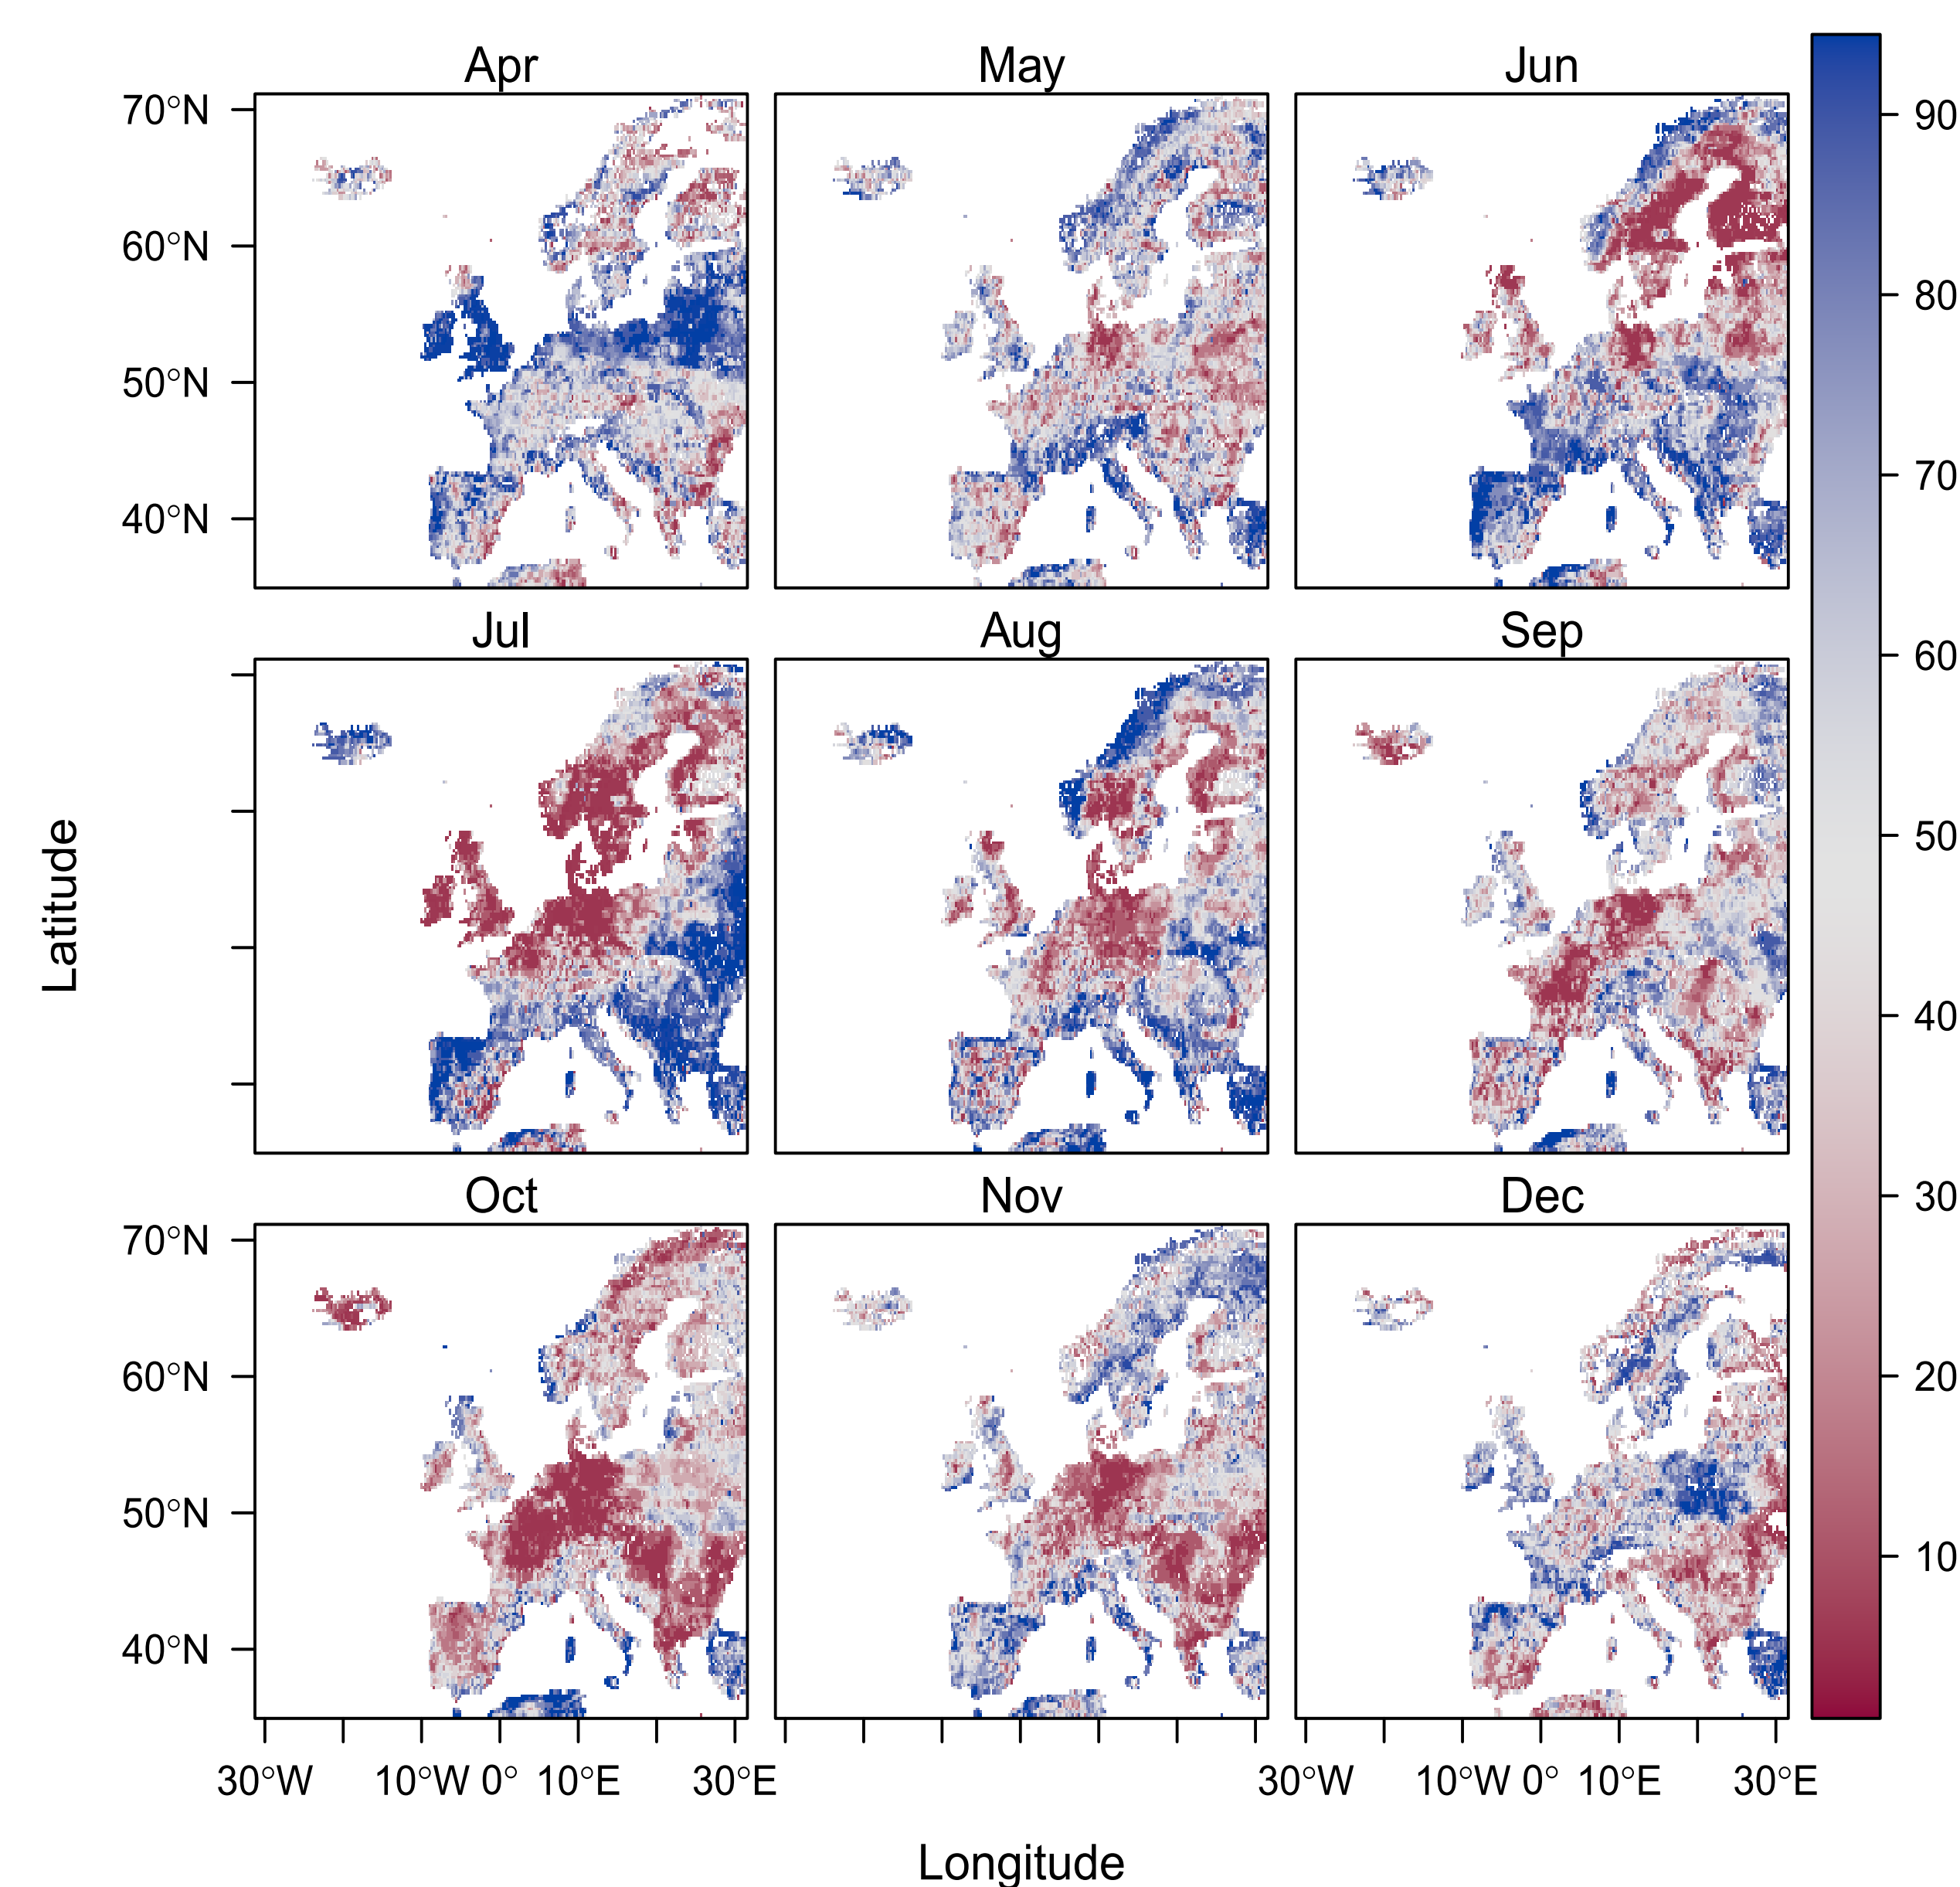 Apr May Jun
70°N
60°N
50°N
40°N
90
80
70
60
50
40
30
20
10
Jul Aug Sep
Latitude
Oct Nov Dec
70°N
60°N
50°N
40°N
30°W 10°W 0° 10°E 30°E 30°W 10°W 0° 10°E 30°E
Longitude